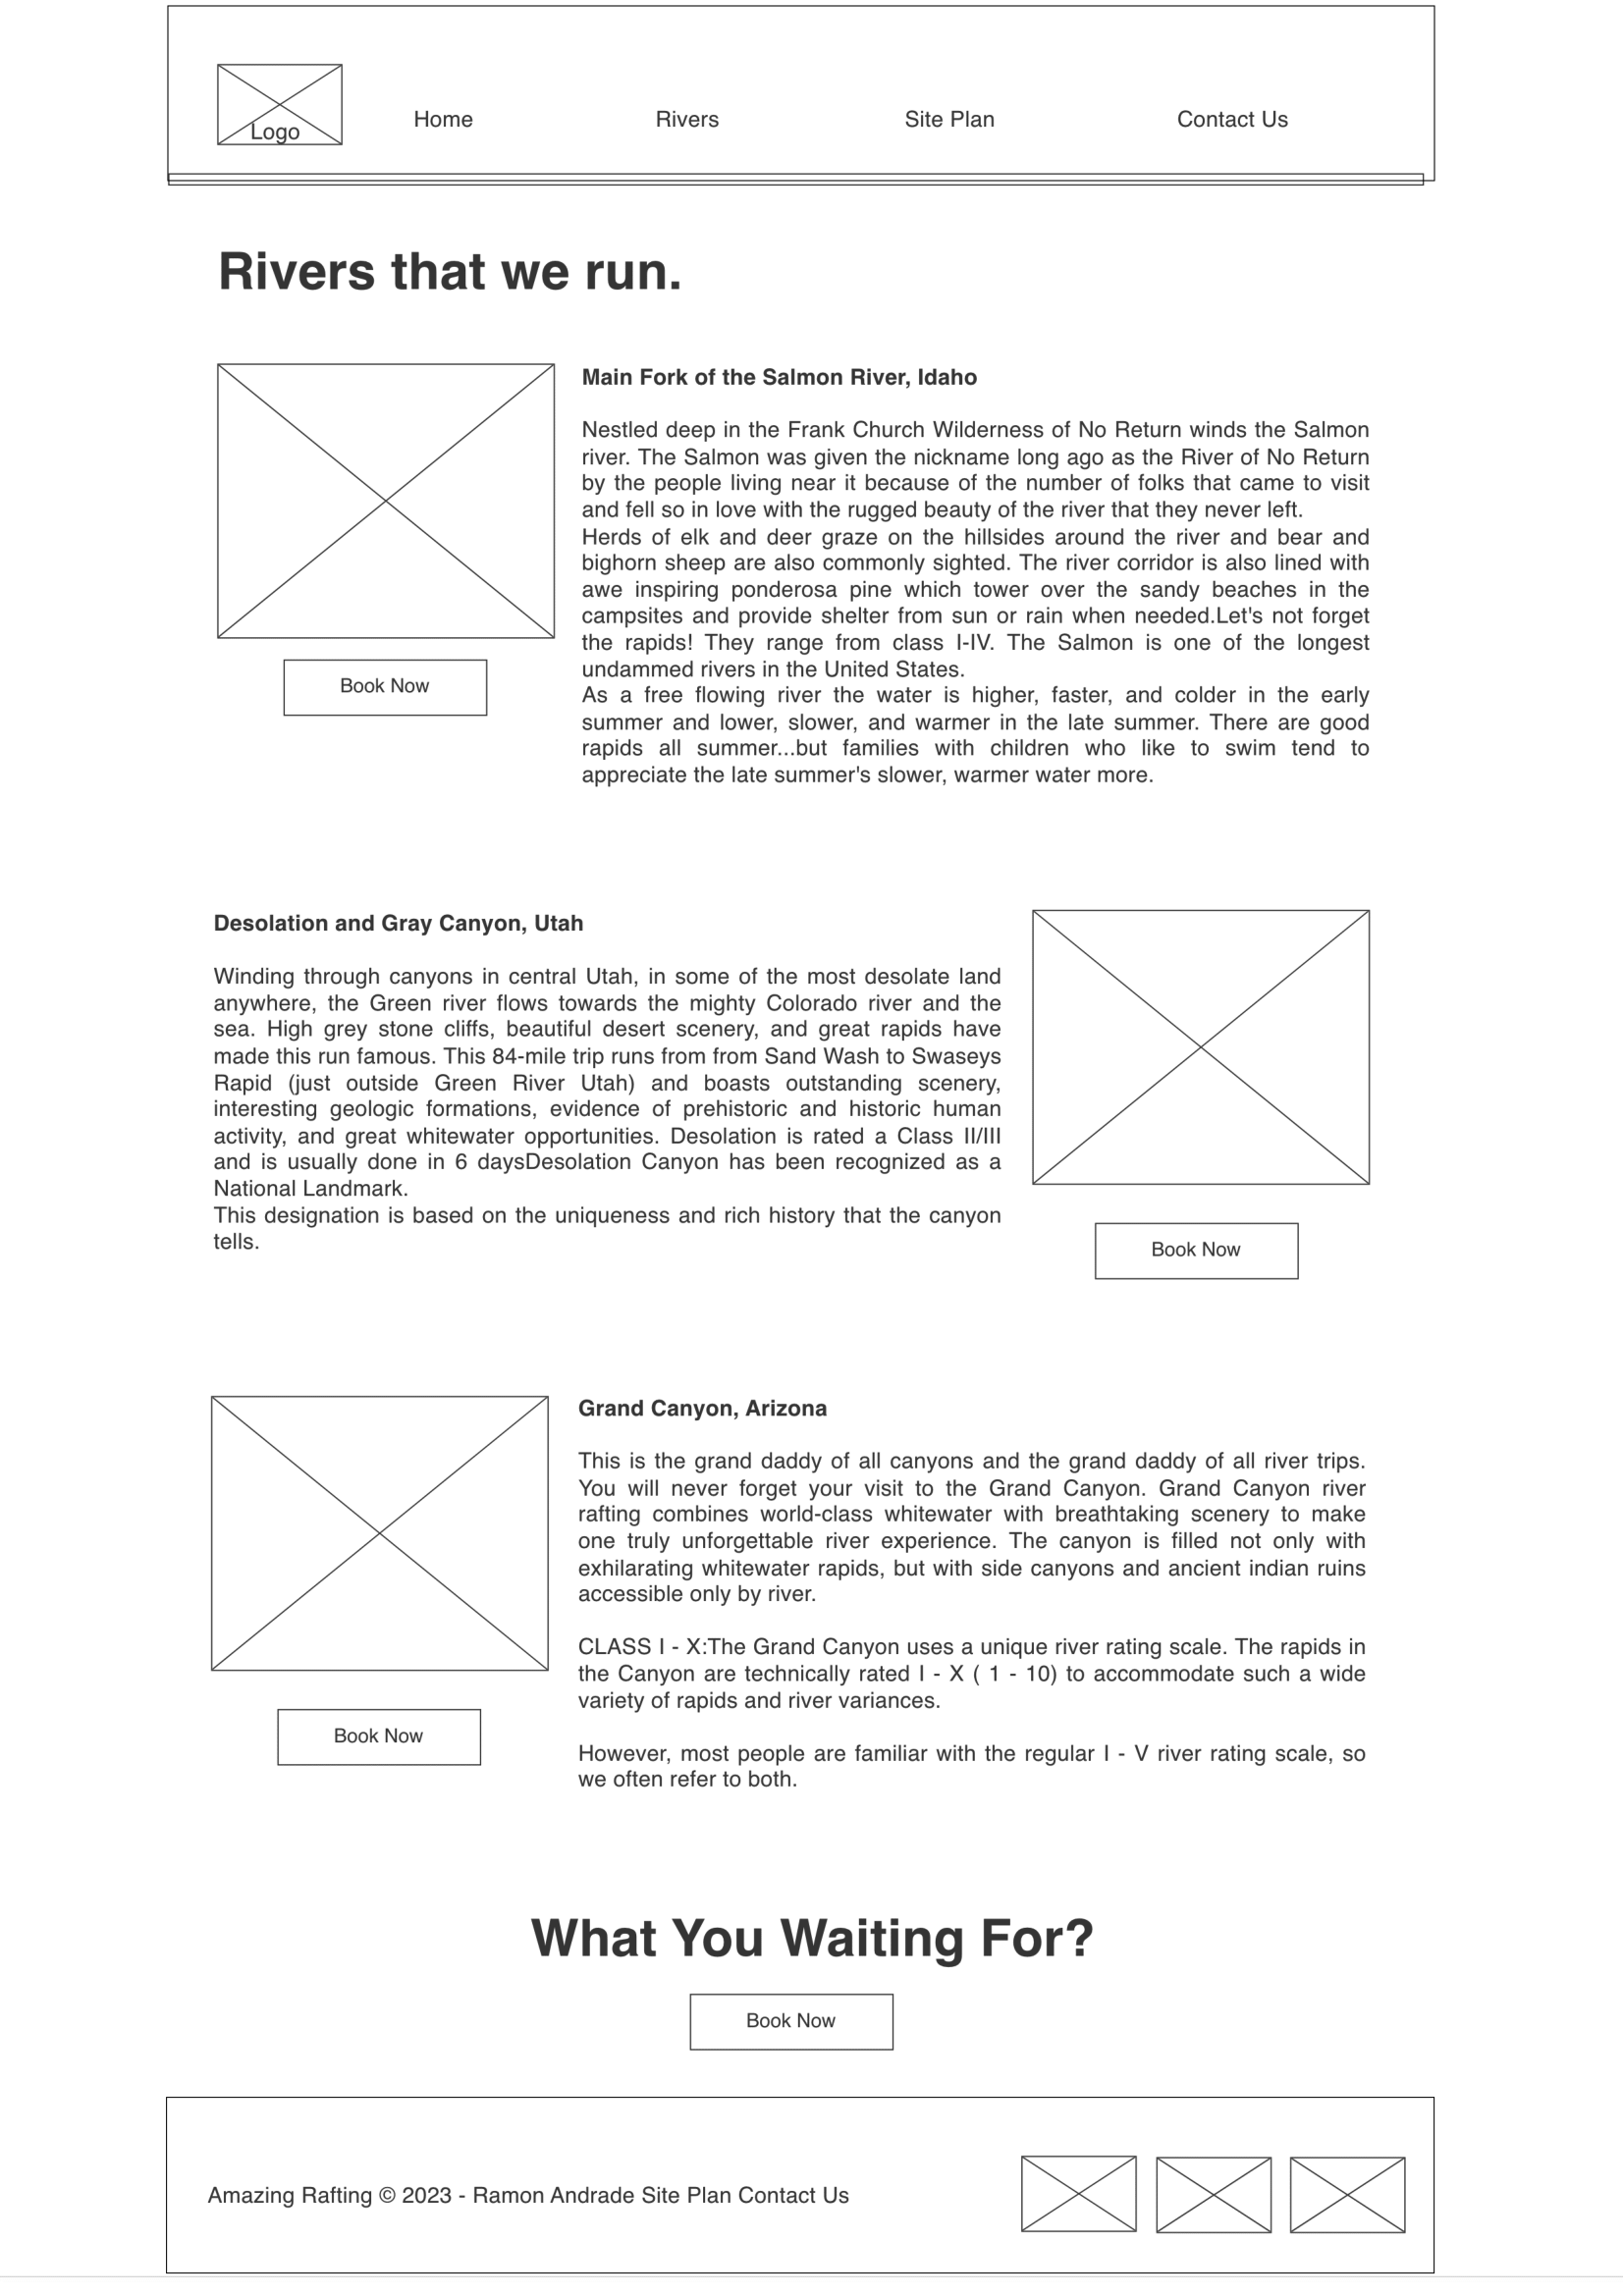 Logo
Home
Rivers
Site Plan
Contact Us
Rivers that we run.
Main Fork of the Salmon River, Idaho
Nestled deep in the Frank Church Wilderness of No Return winds the Salmon
river. The Salmon was given the nickname long ago as the River of No Return
by the people living near it because of the number of folks that came to visit
and fell so in love with the rugged beauty of the river that they never left.
Herds of elk and deer graze on the hillsides around the river and bear and
bighorn sheep are also commonly sighted. The river corridor is also lined with
awe inspiring ponderosa pine which tower over the sandy beaches in the
campsites and provide shelter from sun or rain when needed.Let's not forget
the rapids! They range from class I-IV. The Salmon is one of the longest
undammed rivers in the United States.
As a free flowing river the water is higher, faster, and colder in the early
summer and lower, slower, and warmer in the late summer. There are good
rapids all summer...but families with children who like to swim tend to
appreciate the late summer's slower, warmer water more.
Book Now
Desolation and Gray Canyon, Utah
Winding through canyons in central Utah, in some of the most desolate land
anywhere, the Green river flows towards the mighty Colorado river and the
sea. High grey stone cliffs, beautiful desert scenery, and great rapids have
made this run famous. This 84-mile trip runs from from Sand Wash to Swaseys
Rapid (just outside Green River Utah) and boasts outstanding scenery,
interesting geologic formations, evidence of prehistoric and historic human
activity, and great whitewater opportunities. Desolation is rated a Class II/III
and is usually done in 6 daysDesolation Canyon has been recognized as a
National Landmark.
This designation is based on the uniqueness and rich history that the canyon
tells.
Book Now
Grand Canyon, Arizona
This is the grand daddy of all canyons and the grand daddy of all river trips.
You will never forget your visit to the Grand Canyon. Grand Canyon river
rafting combines world-class whitewater with breathtaking scenery to make
one truly unforgettable river experience. The canyon is filled not only with
exhilarating whitewater rapids, but with side canyons and ancient indian ruins
accessible only by river.
CLASS I - X:The Grand Canyon uses a unique river rating scale. The rapids in
the Canyon are technically rated I - X ( 1 - 10) to accommodate such a wide
variety of rapids and river variances.
However, most people are familiar with the regular I - V river rating scale, so
we often refer to both.
Book Now
What You Waiting For?
Book Now
Amazing Rafting © 2023 - Ramon Andrade Site Plan Contact Us